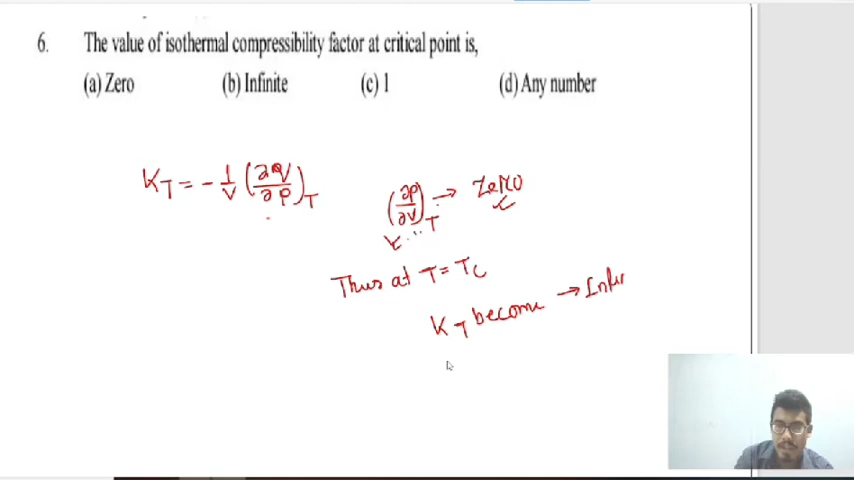 6. The value of isothermal compressibility factor at critical point is,
(a) Zero (b) Infinite (c) 1 (d) Any number
K_T = - 1/V (∂V/∂P)_T
(∂P/∂V)_T → Zero
Thus at T = T_C
K_T become → Infi